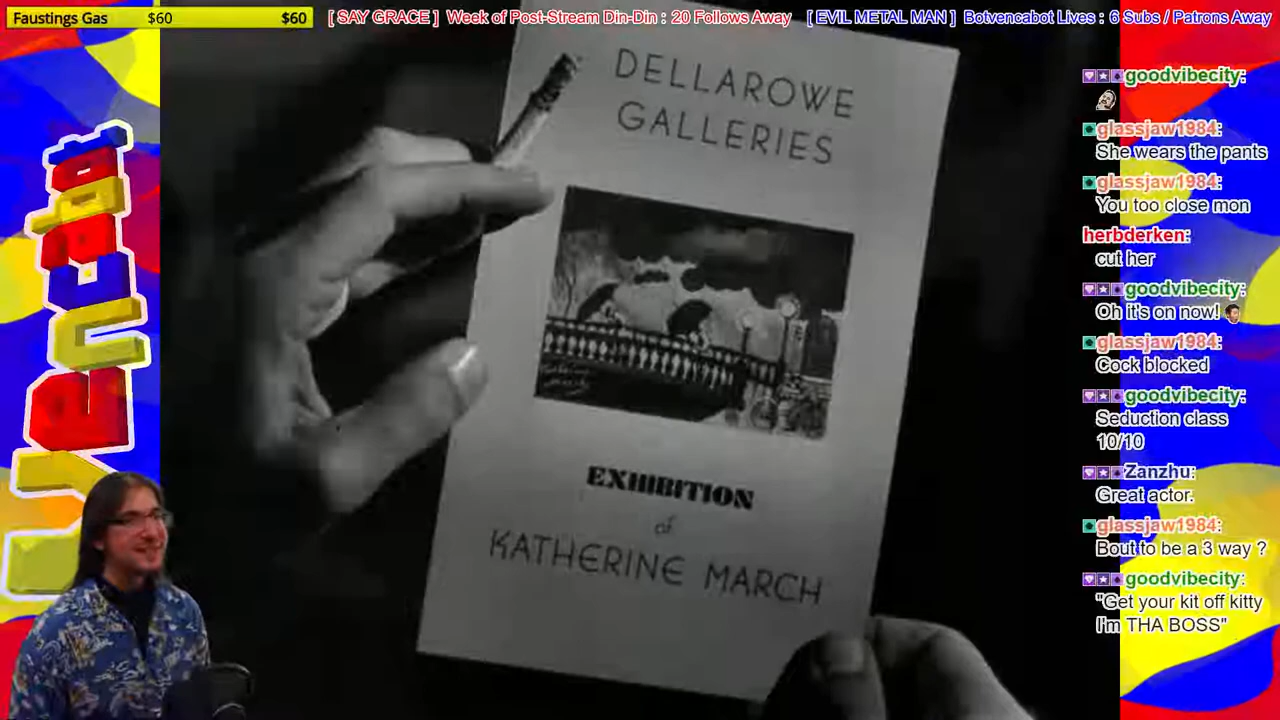 Faustings Gas $60 $60
[ SAY GRACE ] Week of Post-Stream Din-Din : 20 Follows Away [ EVIL METAL MAN ] Botvencabot Lives : 6 Subs / Patrons Away
DELLAROWE
GALLERIES
EXHIBITION
of
KATHERINE MARCH
goodvibecity:
glassjaw1984:
She wears the pants
glassjaw1984:
You too close mon
herbderken:
cut her
goodvibecity:
Oh it's on now!
glassjaw1984:
Cock blocked
goodvibecity:
Seduction class
10/10
Zanzhu:
Great actor.
glassjaw1984:
Bout to be a 3 way ?
goodvibecity:
"Get your kit off kitty
I'm THA BOSS"